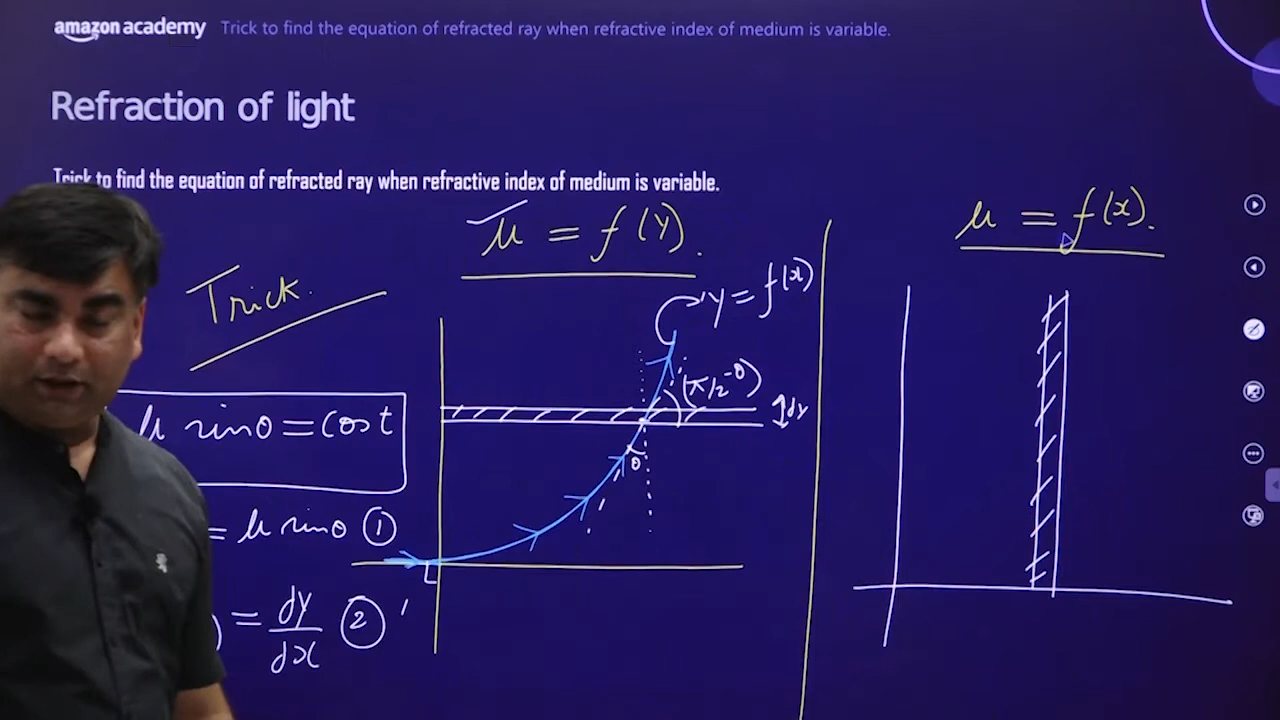 amazon academy Trick to find the equation of refracted ray when refractive index of medium is variable.
Refraction of light
Trick to find the equation of refracted ray when refractive index of medium is variable.
μ = f(y).
μ = f(x).
Trick.
y = f(x)
(π/2-θ)
dy
μ sinθ = const
θ
= μ sinθ ①
) = dy/dx ②